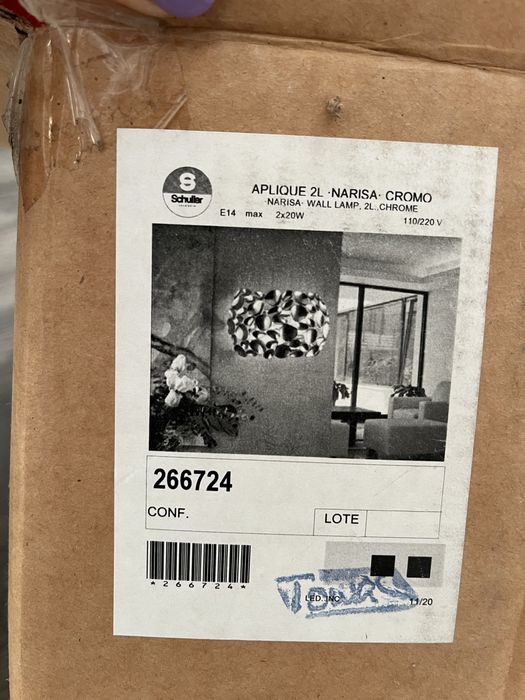 S
Schuller
APLIQUE 2L ·NARISA· CROMO
·NARISA· WALL LAMP, 2L.,CHROME
E14 max 2x20W 110/220 V
266724
CONF.
LOTE
*266724*
LED. INC
11/20